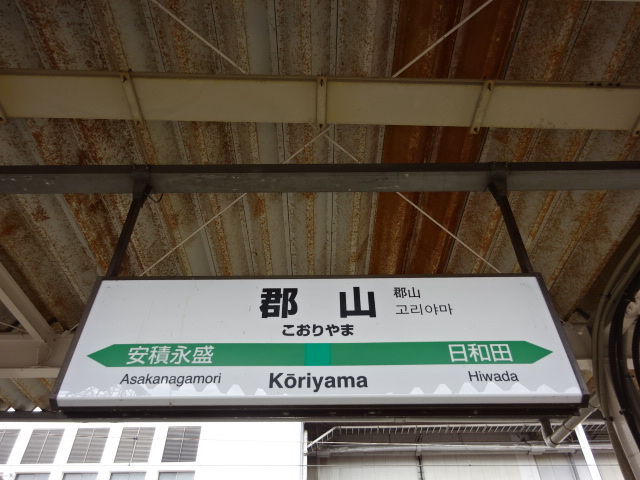 郡山 郡山
고리야마
こおりやま
安積永盛 日和田
Asakanagamori Kōriyama Hiwada